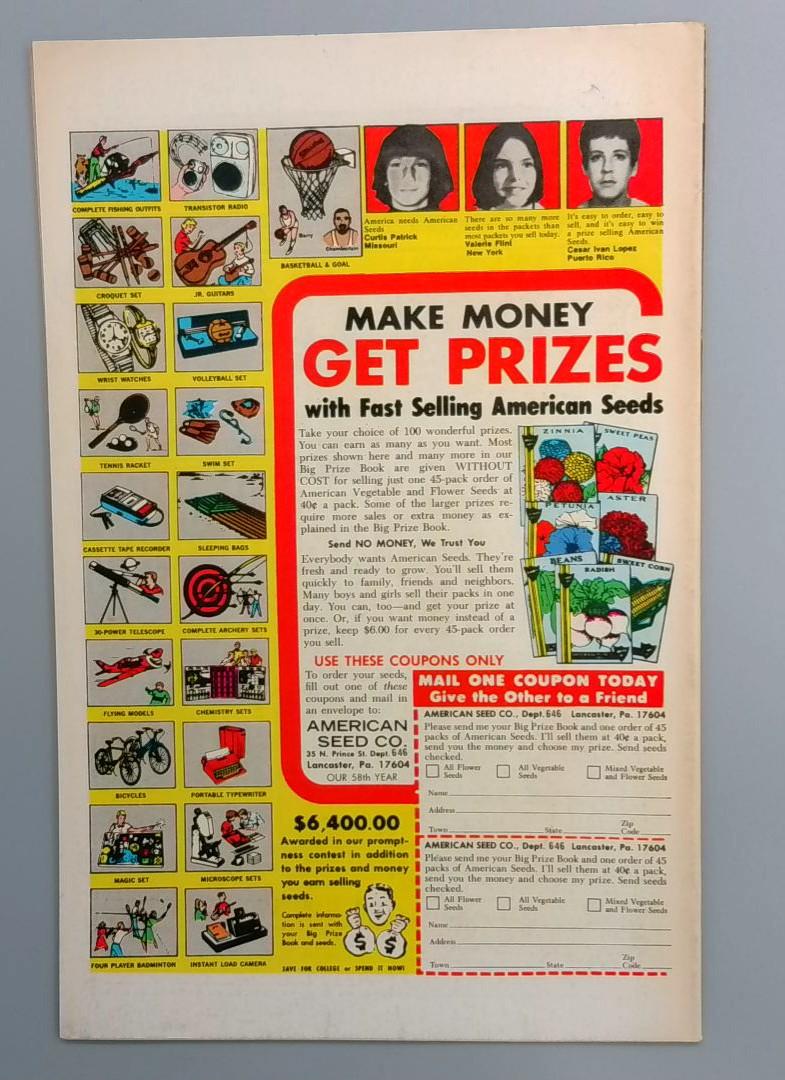 COMPLETE FISHING OUTFITS
TRANSISTOR RADIO
Barry
Chamberlain
BASKETBALL & GOAL
America needs American
Seeds
Curtis Patrick
Missouri
There are so many more
seeds in the packets than
most packets you sell today.
Valerie Flini
New York
It's easy to order, easy to
sell, and it's easy to win
a prize selling American
Seeds.
Cesar Ivan Lopez
Puerto Rico
CROQUET SET
JR. GUITARS
WRIST WATCHES
VOLLEYBALL SET
TENNIS RACKET
SWIM SET
CASSETTE TAPE RECORDER
SLEEPING BAGS
30-POWER TELESCOPE
COMPLETE ARCHERY SETS
FLYING MODELS
CHEMISTRY SETS
BICYCLES
PORTABLE TYPEWRITER
MAGIC SET
MICROSCOPE SETS
FOUR PLAYER BADMINTON
INSTANT LOAD CAMERA
MAKE MONEY
GET PRIZES
with Fast Selling American Seeds
Take your choice of 100 wonderful prizes.
You can earn as many as you want. Most
prizes shown here and many more in our
Big Prize Book are given WITHOUT
COST for selling just one 45-pack order of
American Vegetable and Flower Seeds at
40¢ a pack. Some of the larger prizes re-
quire more sales or extra money as ex-
plained in the Big Prize Book.
Send NO MONEY, We Trust You
Everybody wants American Seeds. They're
fresh and ready to grow. You'll sell them
quickly to family, friends and neighbors.
Many boys and girls sell their packs in one
day. You can, too—and get your prize at
once. Or, if you want money instead of a
prize, keep $6.00 for every 45-pack order
you sell.
ZINNIA
SWEET PEAS
PETUNIA
ASTER
BEANS
RADISH
SWEET CORN
USE THESE COUPONS ONLY
To order your seeds,
fill out one of these
coupons and mail in
an envelope to:
AMERICAN
SEED CO.
35 N. Prince St. Dept. 646
Lancaster, Pa. 17604
OUR 58th YEAR
$6,400.00
Awarded in our prompt-
ness contest in addition
to the prizes and money
you earn selling
seeds.
Complete informa-
tion is sent with
your Big Prize
Book and seeds.
$ $
SAVE FOR COLLEGE or SPEND IT NOW!
MAIL ONE COUPON TODAY
Give the Other to a Friend
AMERICAN SEED CO., Dept. 646 Lancaster, Pa. 17604
Please send me your Big Prize Book and one order of 45
packs of American Seeds. I'll sell them at 40¢ a pack,
send you the money and choose my prize. Send seeds
checked.
All Flower Seeds
All Vegetable Seeds
Mixed Vegetable and Flower Seeds
Name
Address
Town State Zip Code
AMERICAN SEED CO., Dept. 646 Lancaster, Pa. 17604
Please send me your Big Prize Book and one order of 45
packs of American Seeds. I'll sell them at 40¢ a pack,
send you the money and choose my prize. Send seeds
checked.
All Flower Seeds
All Vegetable Seeds
Mixed Vegetable and Flower Seeds
Name
Address
Town State Zip Code